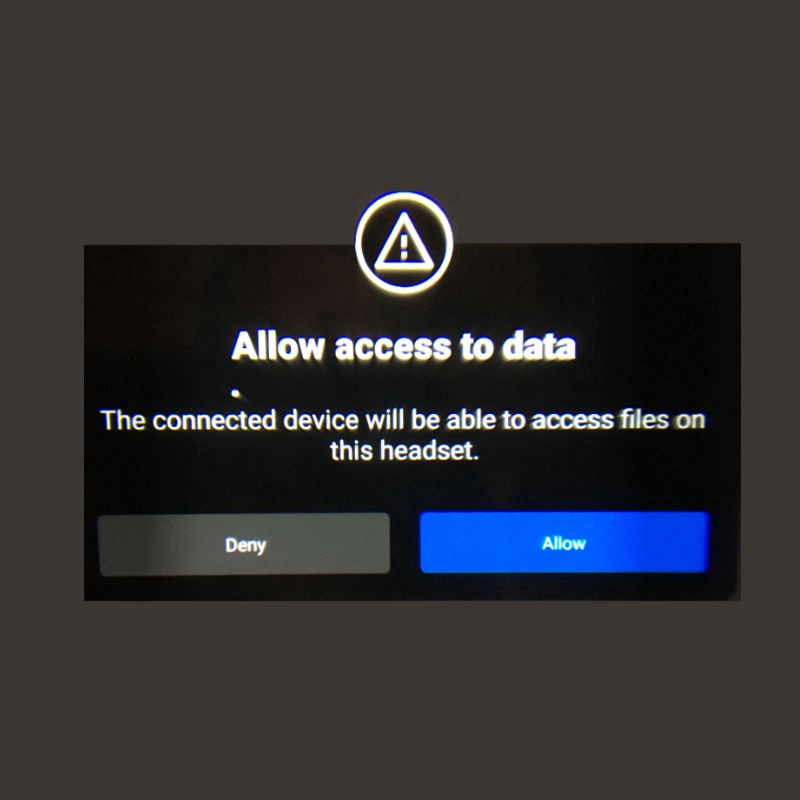 Allow access to data
The connected device will be able to access files on
this headset.
Deny
Allow